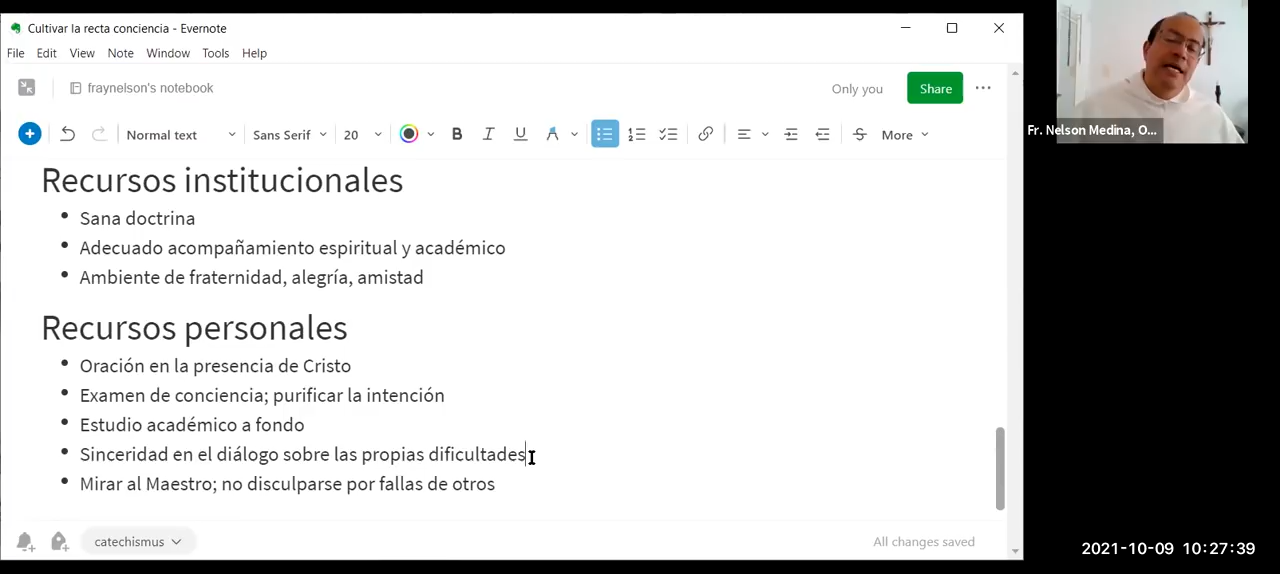 Cultivar la recta conciencia - Evernote
File Edit View Note Window Tools Help
fraynelson's notebook
Only you
Share
Normal text
Sans Serif
20
B I U
More
Recursos institucionales
Sana doctrina
Adecuado acompañamiento espiritual y académico
Ambiente de fraternidad, alegría, amistad
Recursos personales
Oración en la presencia de Cristo
Examen de conciencia; purificar la intención
Estudio académico a fondo
Sinceridad en el diálogo sobre las propias dificultades
Mirar al Maestro; no disculparse por fallas de otros
catechismus
All changes saved
Fr. Nelson Medina, O...
2021-10-09 10:27:39